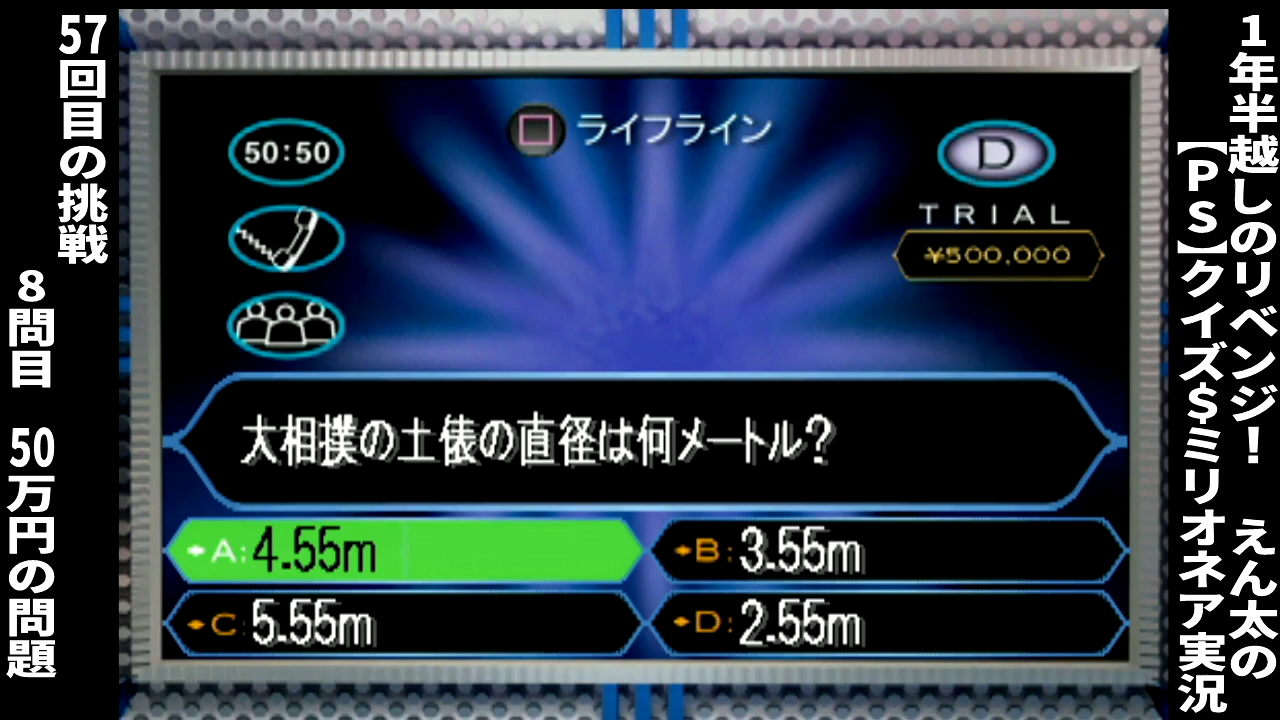 1年半越しのリベンジ！ えん太の
【PS】クイズ＄ミリオネア実況
57回目の挑戦
8問目 50万円の問題
50:50
ライフライン
D
TRIAL
¥500,000
大相撲の土俵の直径は何メートル?
A: 4.55m
B: 3.55m
C: 5.55m
D: 2.55m